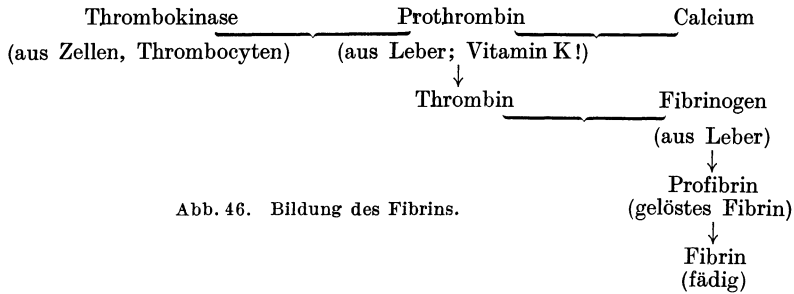 Thrombokinase Prothrombin Calcium
(aus Zellen, Thrombocyten) (aus Leber; Vitamin K!)
↓
Thrombin Fibrinogen
(aus Leber)
↓
Profibrin
Abb. 46. Bildung des Fibrins. (gelöstes Fibrin)
↓
Fibrin
(fädig)